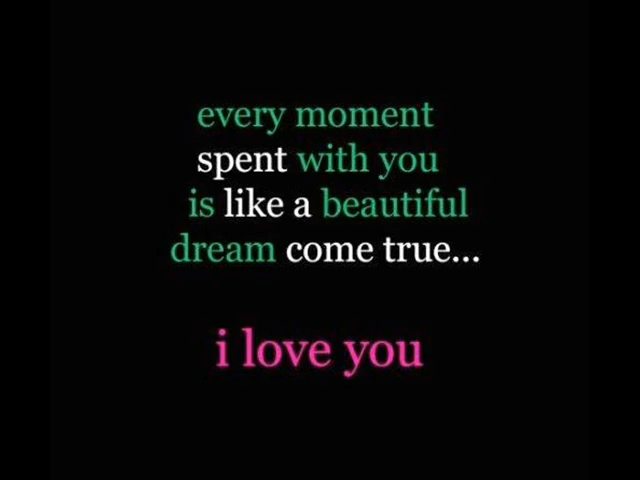 every moment
spent with you
is like a beautiful
dream come true...
i love you